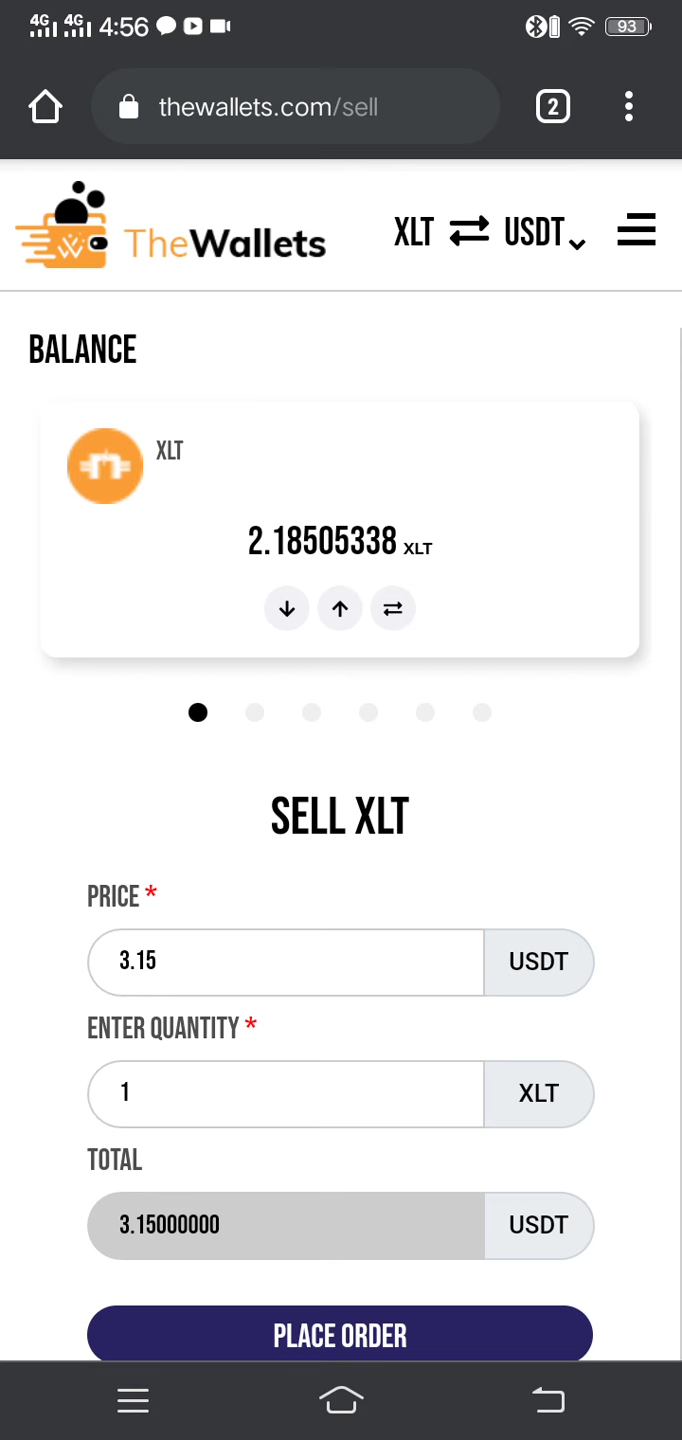 4G 4G 4:56 93
thewallets.com/sell 2
TheWallets XLT USDT
BALANCE
XLT
2.18505338 XLT
SELL XLT
PRICE *
3.15 USDT
ENTER QUANTITY *
1 XLT
TOTAL
3.15000000 USDT
PLACE ORDER